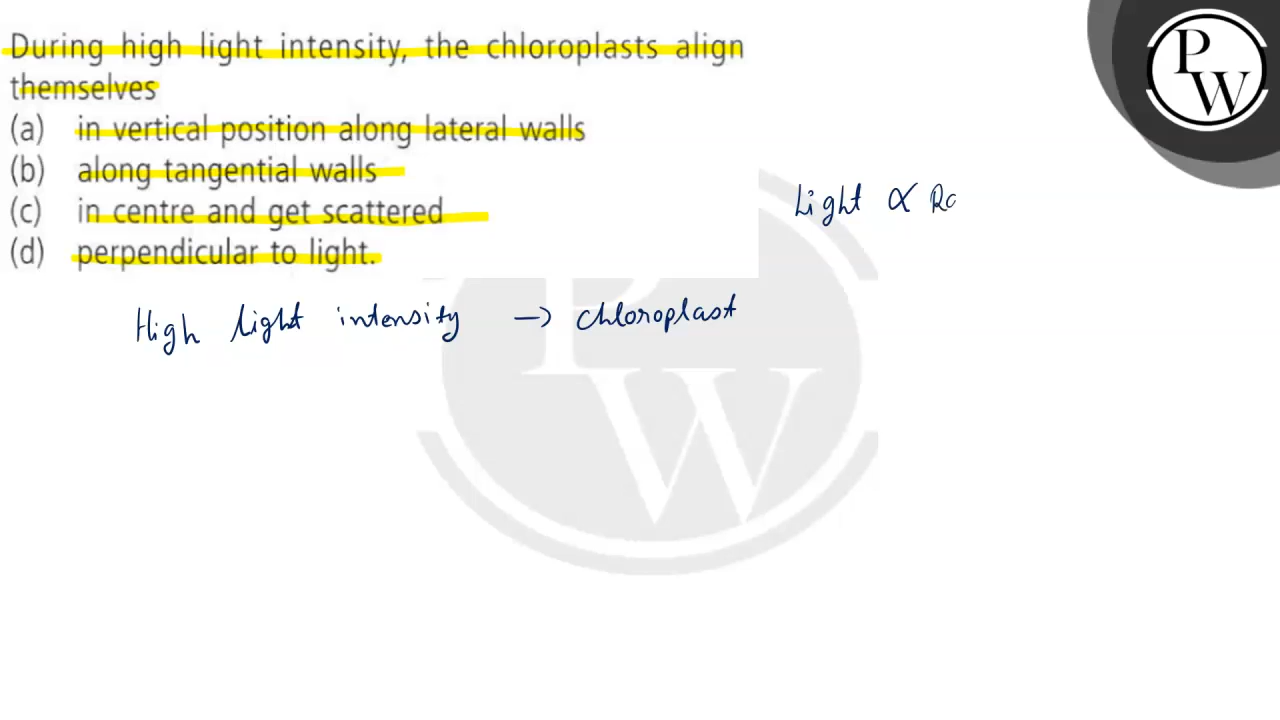 During high light intensity, the chloroplasts align
themselves
(a) in vertical position along lateral walls
(b) along tangential walls
(c) in centre and get scattered
(d) perpendicular to light.
Light ∝ Ra
High light intensity → chloroplast
P
W
P
W